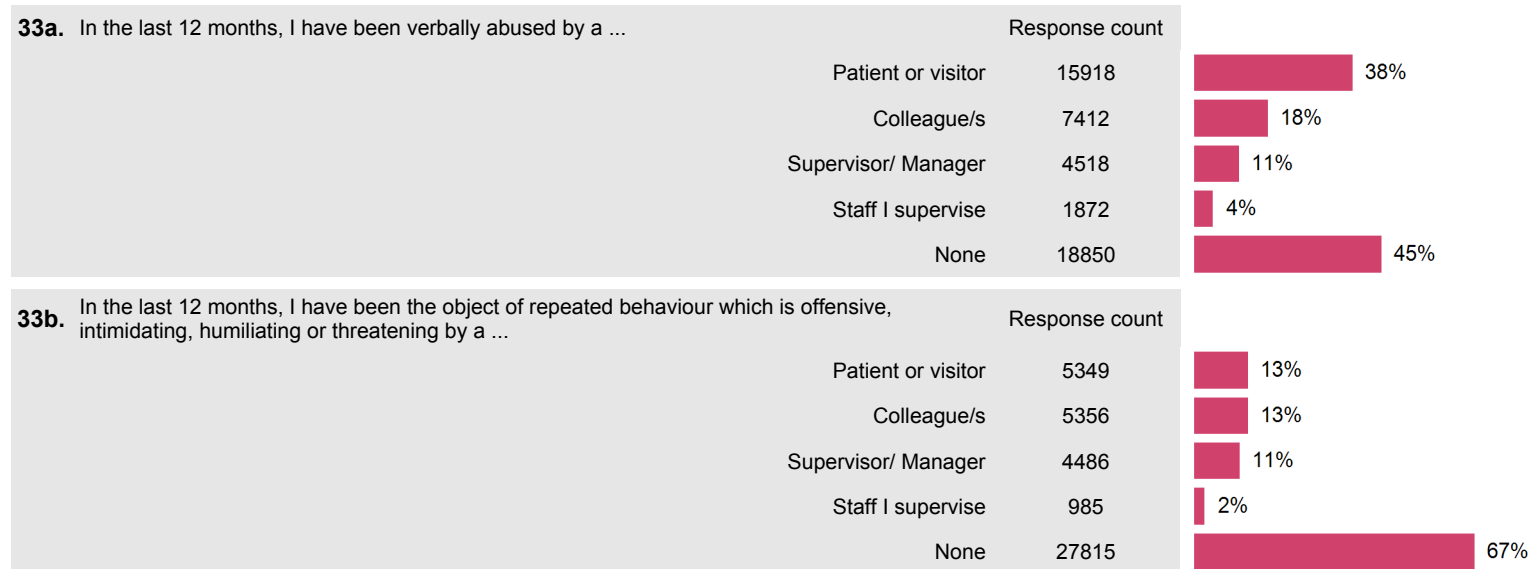 33a. In the last 12 months, I have been verbally abused by a ... Response count
Patient or visitor 15918 38%
Colleague/s 7412 18%
Supervisor/ Manager 4518 11%
Staff I supervise 1872 4%
None 18850 45%
33b. In the last 12 months, I have been the object of repeated behaviour which is offensive,
intimidating, humiliating or threatening by a ... Response count
Patient or visitor 5349 13%
Colleague/s 5356 13%
Supervisor/ Manager 4486 11%
Staff I supervise 985 2%
None 27815 67%